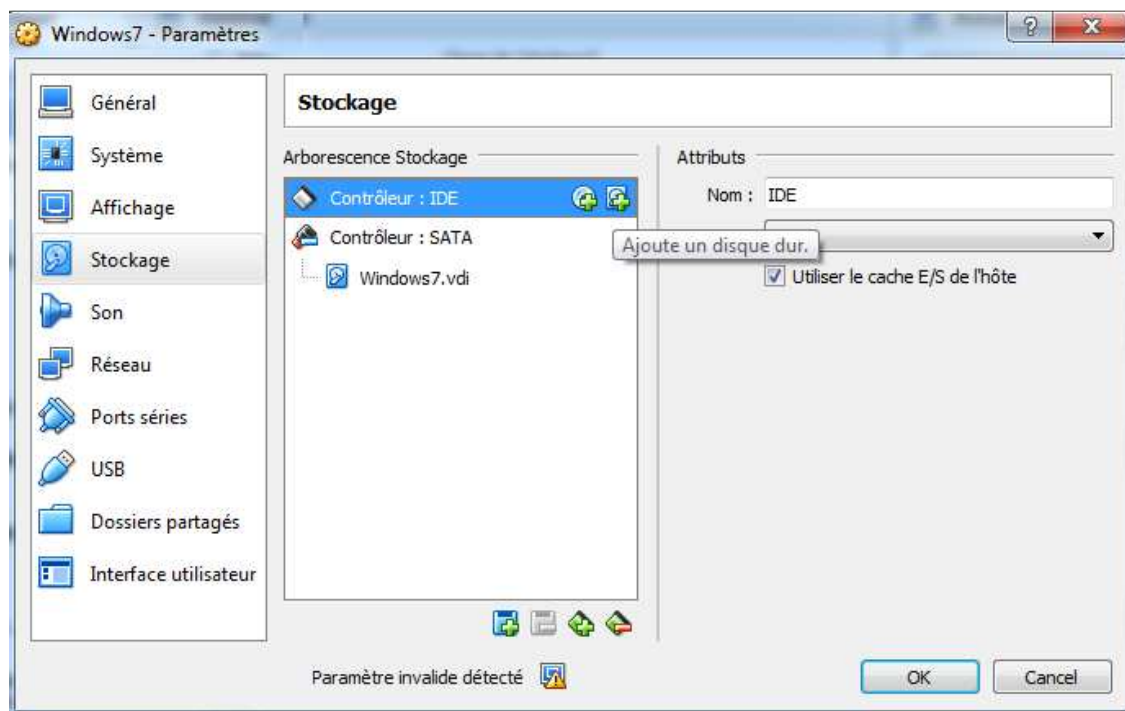 Windows7 - Paramètres
Général
Système
Affichage
Stockage
Son
Réseau
Ports séries
USB
Dossiers partagés
Interface utilisateur
Stockage
Arborescence Stockage
Contrôleur : IDE
Contrôleur : SATA
Windows7.vdi
Attributs
Nom : IDE
Ajoute un disque dur.
Utiliser le cache E/S de l'hôte
Paramètre invalide détecté
OK
Cancel